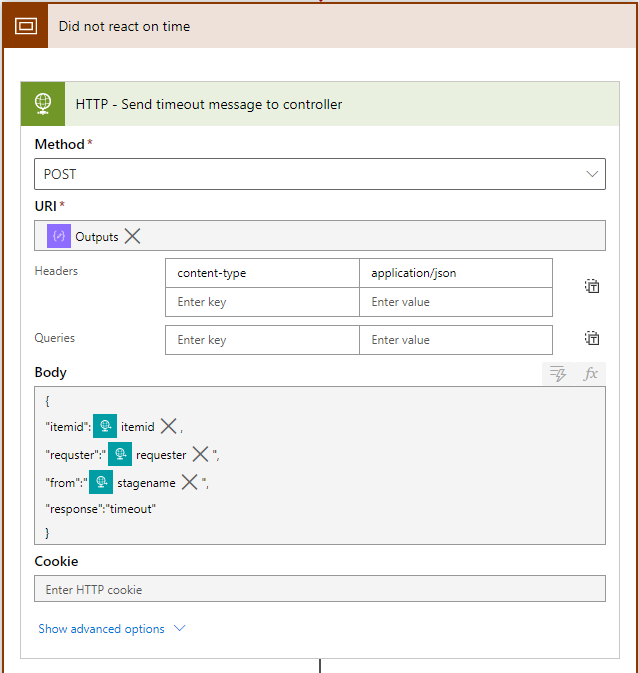 Did not react on time
HTTP - Send timeout message to controller
Method*
POST
URI*
Outputs
Headers
content-type application/json
Enter key Enter value
Queries
Enter key Enter value
Body
fx
{
"itemid": itemid ,
"requster":" requester ",
"from":" stagename ",
"response":"timeout"
}
Cookie
Enter HTTP cookie
Show advanced options